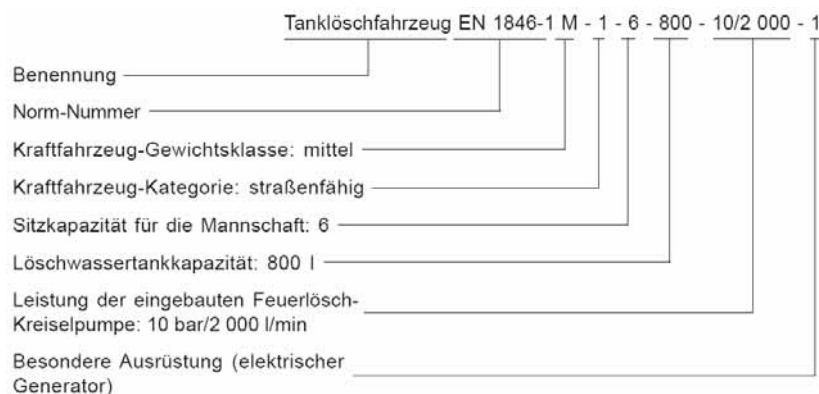 Tanklöschfahrzeug EN 1846-1 M - 1 - 6 - 800 - 10/2 000 - 1
Benennung
Norm-Nummer
Kraftfahrzeug-Gewichtsklasse: mittel
Kraftfahrzeug-Kategorie: straßenfähig
Sitzkapazität für die Mannschaft: 6
Löschwassertankkapazität: 800 l
Leistung der eingebauten Feuerlösch-
Kreiselpumpe: 10 bar/2 000 l/min
Besondere Ausrüstung (elektrischer
Generator)